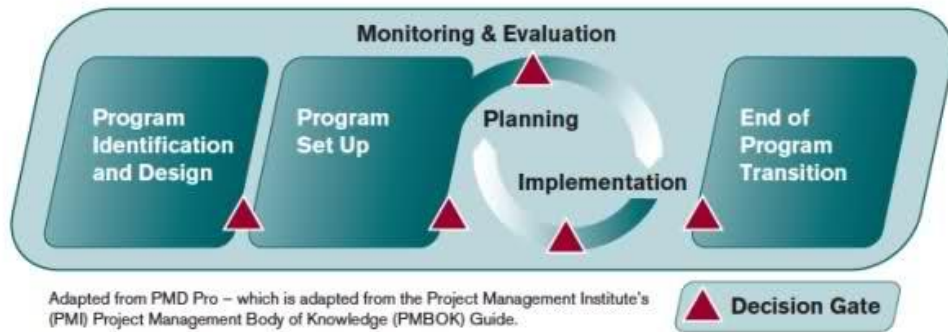 Monitoring & Evaluation
Program
Identification
and Design
Program
Set Up
Planning
Implementation
End of
Program
Transition
Adapted from PMD Pro – which is adapted from the Project Management Institute's
(PMI) Project Management Body of Knowledge (PMBOK) Guide.
Decision Gate